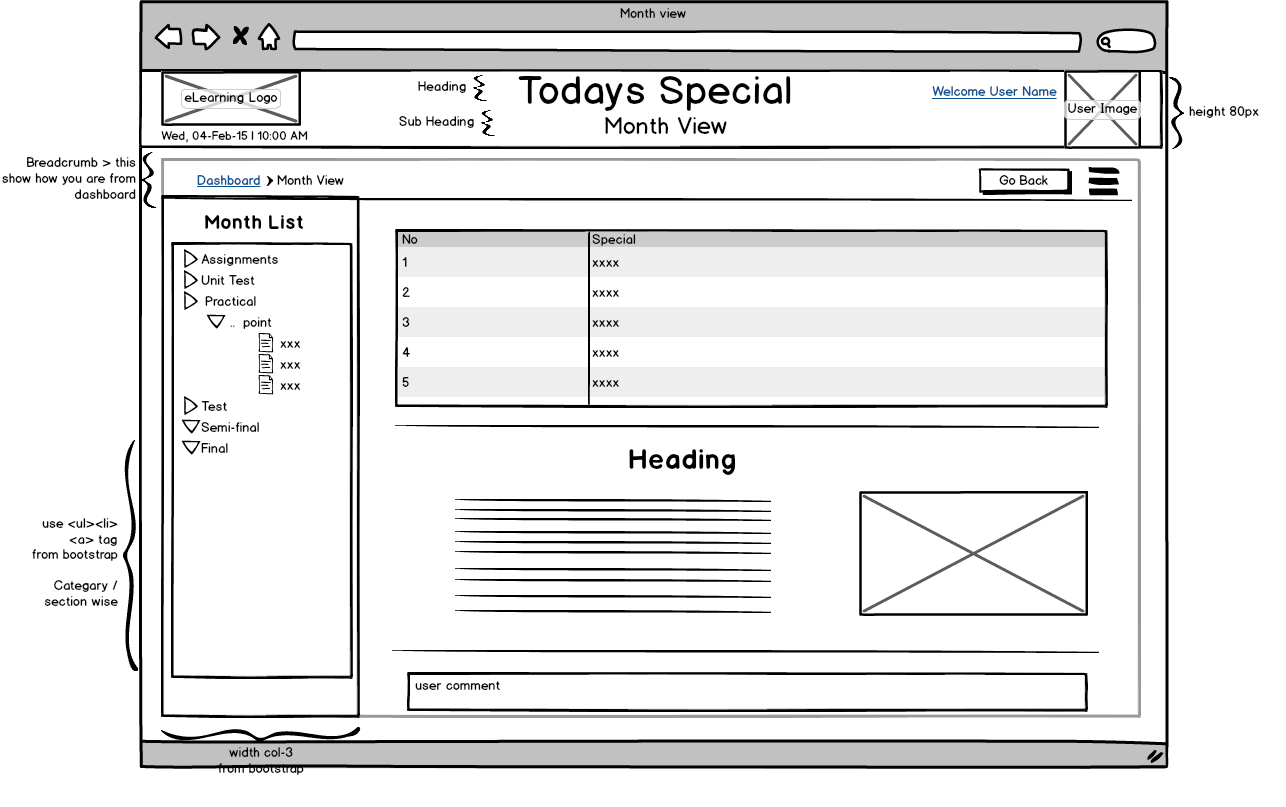 Month view
eLearning Logo
Wed, 04-Feb-15 | 10:00 AM
Heading
Sub Heading
Todays Special
Month View
Welcome User Name
User Image
height 80px
Breadcrumb > this
show how you are from
dashboard
Dashboard > Month View
Go Back
Month List
Assignments
Unit Test
Practical
.. point
xxx
xxx
xxx
Test
Semi-final
Final
use <ul><li>
<a> tag
from bootstrap
Categary /
section wise
No Special
1 xxxx
2 xxxx
3 xxxx
4 xxxx
5 xxxx
Heading
user comment
width col-3
from bootstrap